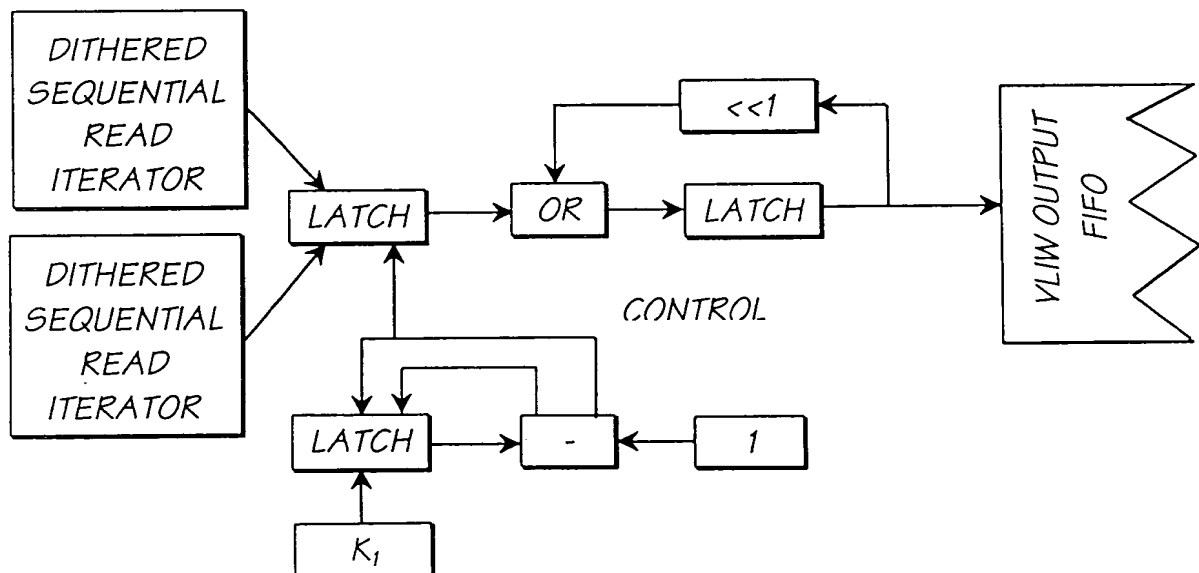 DITHERED
SEQUENTIAL
READ
ITERATOR
<<1
LATCH
OR
LATCH
VLIW OUTPUT
FIFO
DITHERED
SEQUENTIAL
READ
ITERATOR
CONTROL
LATCH
-
1
K₁